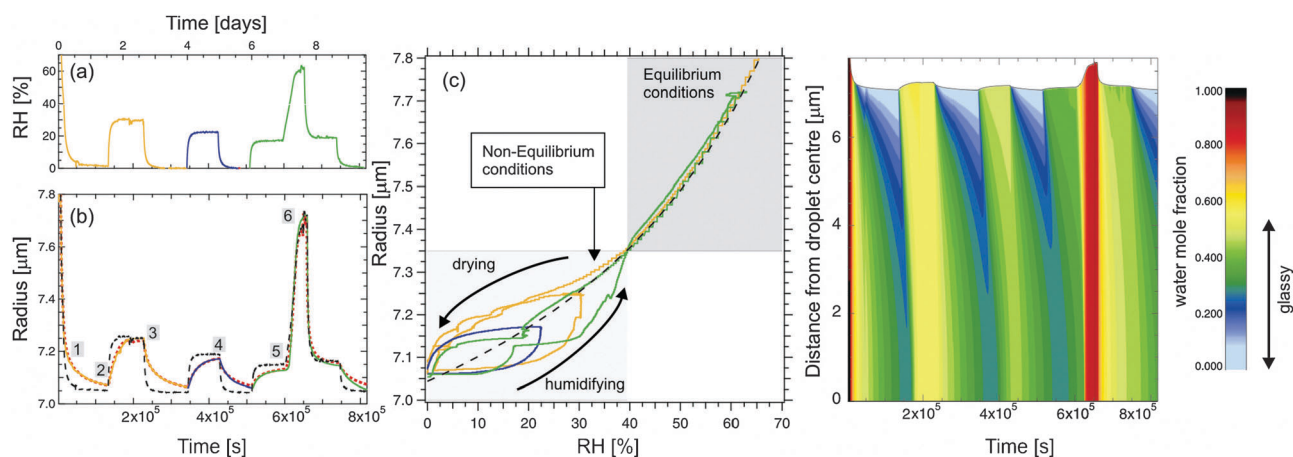 Time [days]
0 2 4 6 8
(a)
RH [%]
60
40
20
0
(b)
Radius [µm]
7.8
7.6
7.4
7.2
7.0
1
2
3
4
5
6
2x10⁵ 4x10⁵ 6x10⁵ 8x10⁵
Time [s]
(c)
Radius [µm]
7.8
7.7
7.6
7.5
7.4
7.3
7.2
7.1
7.0
Equilibrium
conditions
Non-Equilibrium
conditions
drying
humidifying
0 10 20 30 40 50 60 70
RH [%]
Distance from droplet centre [µm]
6
4
2
0
2x10⁵ 4x10⁵ 6x10⁵ 8x10⁵
Time [s]
water mole fraction
1.000
0.800
0.600
0.400
0.200
0.000
glassy